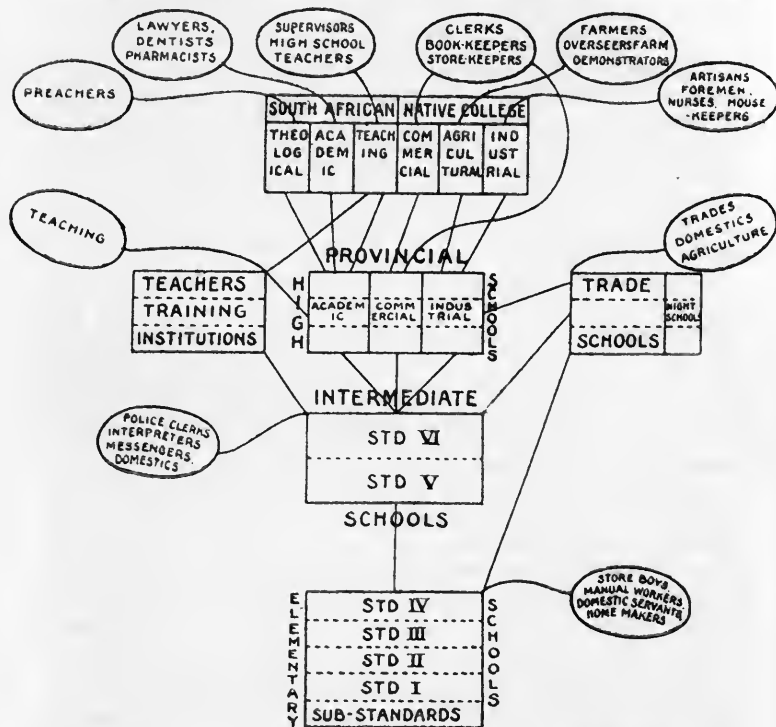 LAWYERS,
DENTISTS
PHARMACISTS
SUPERVISORS
HIGH SCHOOL
TEACHERS
CLERKS
BOOK-KEEPERS
STORE-KEEPERS
FARMERS
OVERSEERS FARM
DEMONSTRATORS
PREACHERS
ARTISANS
FOREMEN,
NURSES, HOUSE
-KEEPERS
SOUTH AFRICAN NATIVE COLLEGE
THEO
LOG
ICAL
ACA
DEM
IC
TEACH
ING
COM
MER
CIAL
AGRI
CUL
TURAL
IND
UST
RIAL
TEACHING
TRADES
DOMESTICS
AGRICULTURE
PROVINCIAL
HIGH
SCHOOLS
ACADEM
IC
COMM
ERCIAL
INDUS
TRIAL
TEACHERS
TRAINING
INSTITUTIONS
TRADE
SCHOOLS
NIGHT
SCHOOLS
INTERMEDIATE
STD VI
STD V
SCHOOLS
POLICE CLERKS
INTERPRETERS
MESSENGERS,
DOMESTICS
ELEMENTARY
SCHOOLS
STD IV
STD III
STD II
STD I
SUB-STANDARDS
STORE BOYS,
MANUAL WORKERS,
DOMESTIC SERVANTS,
HOME MAKERS